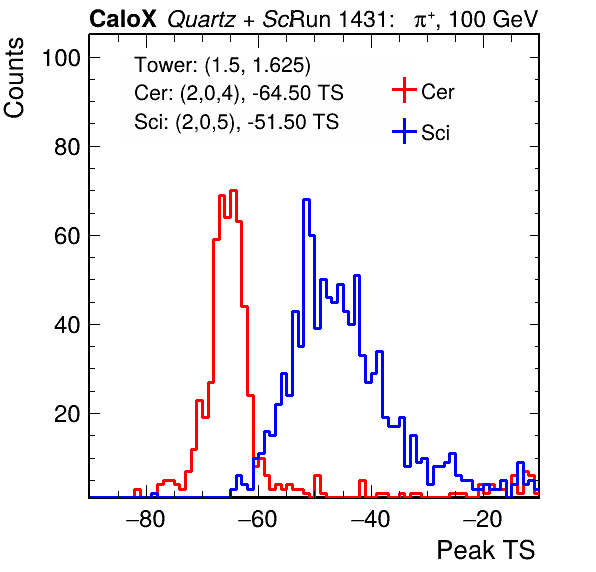 CaloX Quartz + ScRun 1431: π⁺, 100 GeV
Counts
100
80
60
40
20
Tower: (1.5, 1.625)
Cer: (2,0,4), -64.50 TS
Sci: (2,0,5), -51.50 TS
Cer
Sci
−80 −60 −40 −20
Peak TS